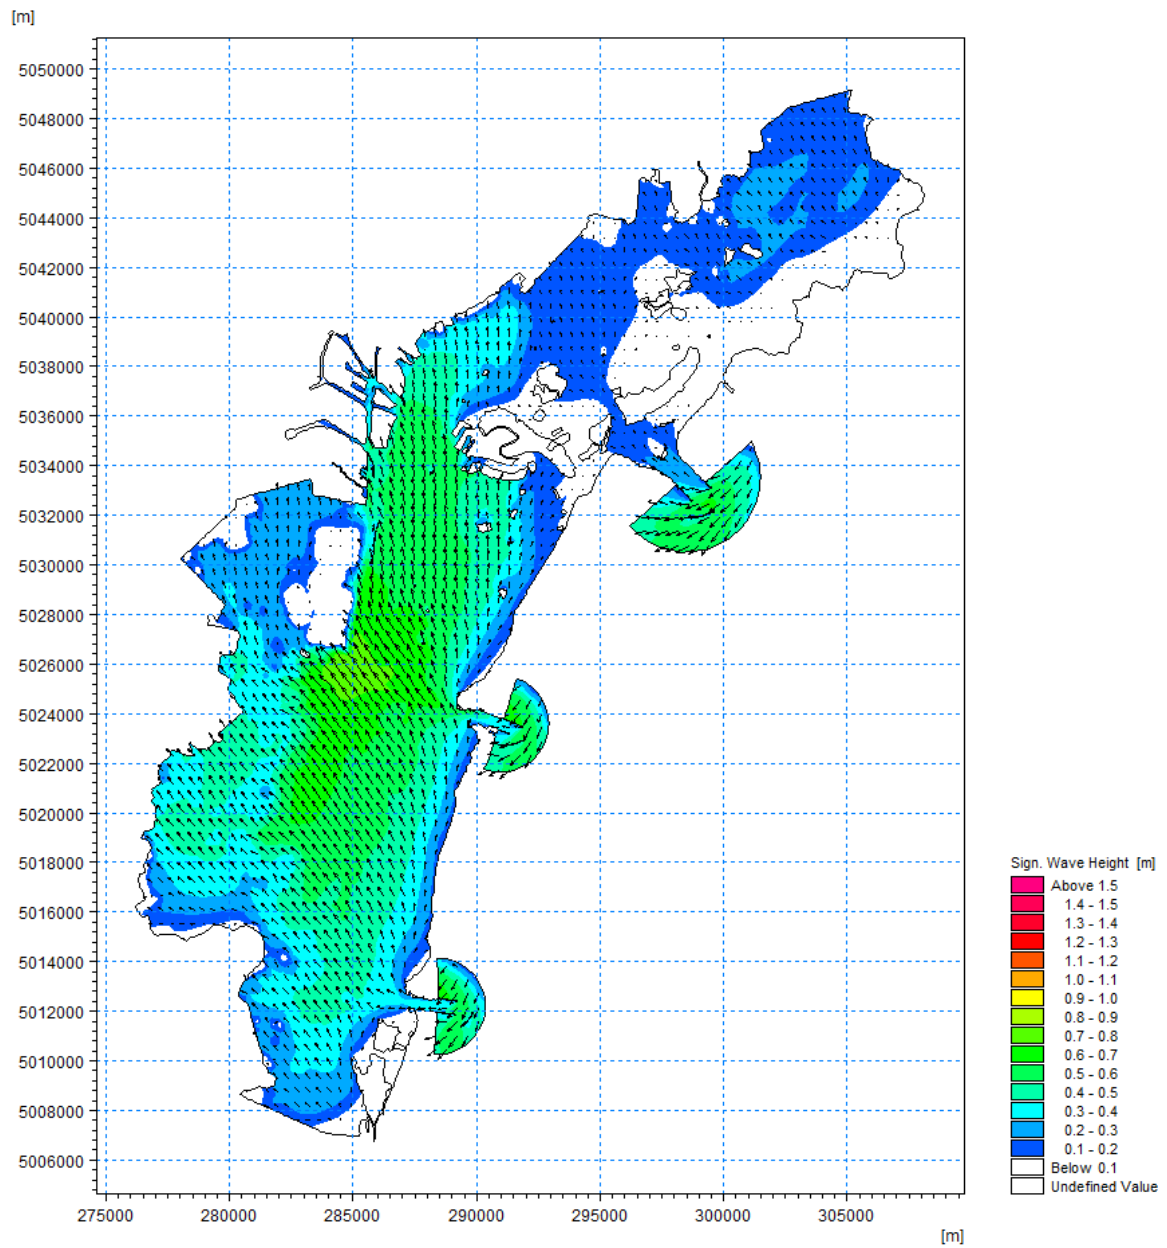 [m]
5050000
5048000
5046000
5044000
5042000
5040000
5038000
5036000
5034000
5032000
5030000
5028000
5026000
5024000
5022000
5020000
5018000
5016000
5014000
5012000
5010000
5008000
5006000
275000 280000 285000 290000 295000 300000 305000
[m]
Sign. Wave Height [m]
Above 1.5
1.4 - 1.5
1.3 - 1.4
1.2 - 1.3
1.1 - 1.2
1.0 - 1.1
0.9 - 1.0
0.8 - 0.9
0.7 - 0.8
0.6 - 0.7
0.5 - 0.6
0.4 - 0.5
0.3 - 0.4
0.2 - 0.3
0.1 - 0.2
Below 0.1
Undefined Value